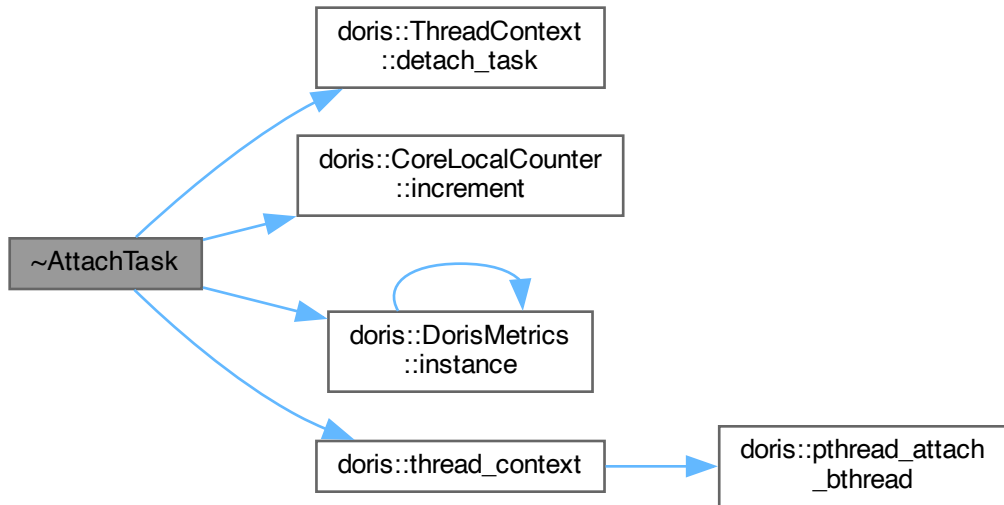 doris::ThreadContext
::detach_task
doris::CoreLocalCounter
::increment
~AttachTask
doris::DorisMetrics
::instance
doris::thread_context
doris::pthread_attach
_bthread